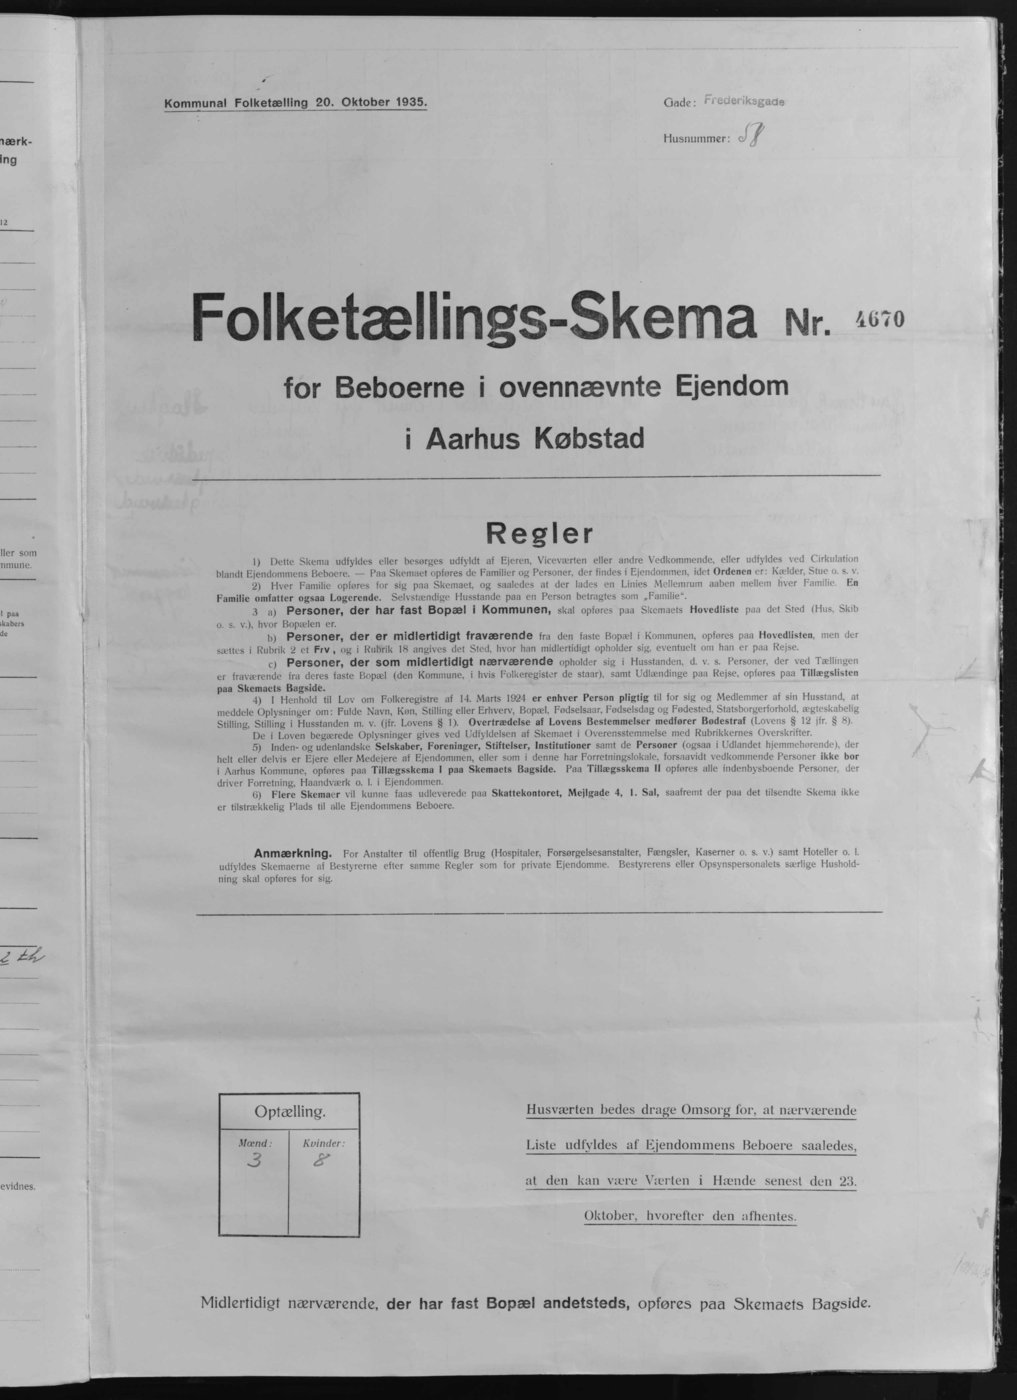 Kommunal Folketælling 20. Oktober 1935.
Gade: Frederiksgade
Husnummer: 58
Folketællings-Skema Nr. 4670
for Beboerne i ovennævnte Ejendom
i Aarhus Købstad
Regler
1) Dette Skema udfyldes eller besørges udfyldt af Ejeren, Viceværten eller andre Vedkommende, eller udfyldes ved Cirkulation
blandt Ejendommens Beboere. — Paa Skemaet opføres de Familier og Personer, der findes i Ejendommen, idet Ordenen er: Kælder, Stue o. s. v.
2) Hver Familie opføres for sig paa Skemaet, og saaledes at der lades en Linies Mellemrum aaben mellem hver Familie. En
Familie omfatter ogsaa Logerende. Selvstændige Husstande paa en Person betragtes som „Familie“.
3 a) Personer, der har fast Bopæl i Kommunen, skal opføres paa Skemaets Hovedliste paa det Sted (Hus, Skib
o. s. v.), hvor Bopælen er.
b) Personer, der er midlertidigt fraværende fra den faste Bopæl i Kommunen, opføres paa Hovedlisten, men der
sættes i Rubrik 2 et Frv., og i Rubrik 18 angives det Sted, hvor han midlertidigt opholder sig, eventuelt om han er paa Rejse.
c) Personer, der som midlertidigt nærværende opholder sig i Husstanden, d. v. s. Personer, der ved Tællingen
er fraværende fra deres faste Bopæl (den Kommune, i hvis Folkeregister de staar), samt Udlændinge paa Rejse, opføres paa Tillægslisten
paa Skemaets Bagside.
4) I Henhold til Lov om Folkeregistre af 14. Marts 1924 er enhver Person pligtig til for sig og Medlemmer af sin Husstand, at
meddele Oplysninger om: Fulde Navn, Køn, Stilling eller Erhverv, Bopæl, Fødselsaar, Fødselsdag og Fødested, Statsborgerforhold, ægteskabelig
Stilling, Stilling i Husstanden m. v. (jfr. Lovens § 1). Overtrædelse af Lovens Bestemmelser medfører Bødestraf (Lovens § 12 jfr. § 8).
De i Loven begærede Oplysninger gives ved Udfyldelsen af Skemaet i Overensstemmelse med Rubrikkernes Overskrifter.
5) Inden- og udenlandske Selskaber, Foreninger, Stiftelser, Institutioner samt de Personer (ogsaa i Udlandet hjemmehørende), der
helt eller delvis er Ejere eller Medejere af Ejendommen, eller som i denne har Forretningslokale, forsaavidt vedkommende Personer ikke bor
i Aarhus Kommune, opføres paa Tillægsskema I paa Skemaets Bagside. Paa Tillægsskema II opføres alle indenbysboende Personer, der
driver Forretning, Haandværk o. l. i Ejendommen.
6) Flere Skemaer vil kunne faas udleverede paa Skattekontoret, Mejlgade 4, 1. Sal, saafremt der paa det tilsendte Skema ikke
er tilstrækkelig Plads til alle Ejendommens Beboere.
Anmærkning. For Anstalter til offentlig Brug (Hospitaler, Forsørgelsesanstalter, Fængsler, Kaserner o. s. v.) samt Hoteller o. l.
udfyldes Skemaerne af Bestyrerne efter samme Regler som for private Ejendomme. Bestyrerens eller Opsynspersonalets særlige Hushold-
ning skal opføres for sig.
Optælling.
Mænd: Kvinder:
3 8
Husværten bedes drage Omsorg for, at nærværende
Liste udfyldes af Ejendommens Beboere saaledes,
at den kan være Værten i Hænde senest den 23.
Oktober, hvorefter den afhentes.
Midlertidigt nærværende, der har fast Bopæl andetsteds, opføres paa Skemaets Bagside.